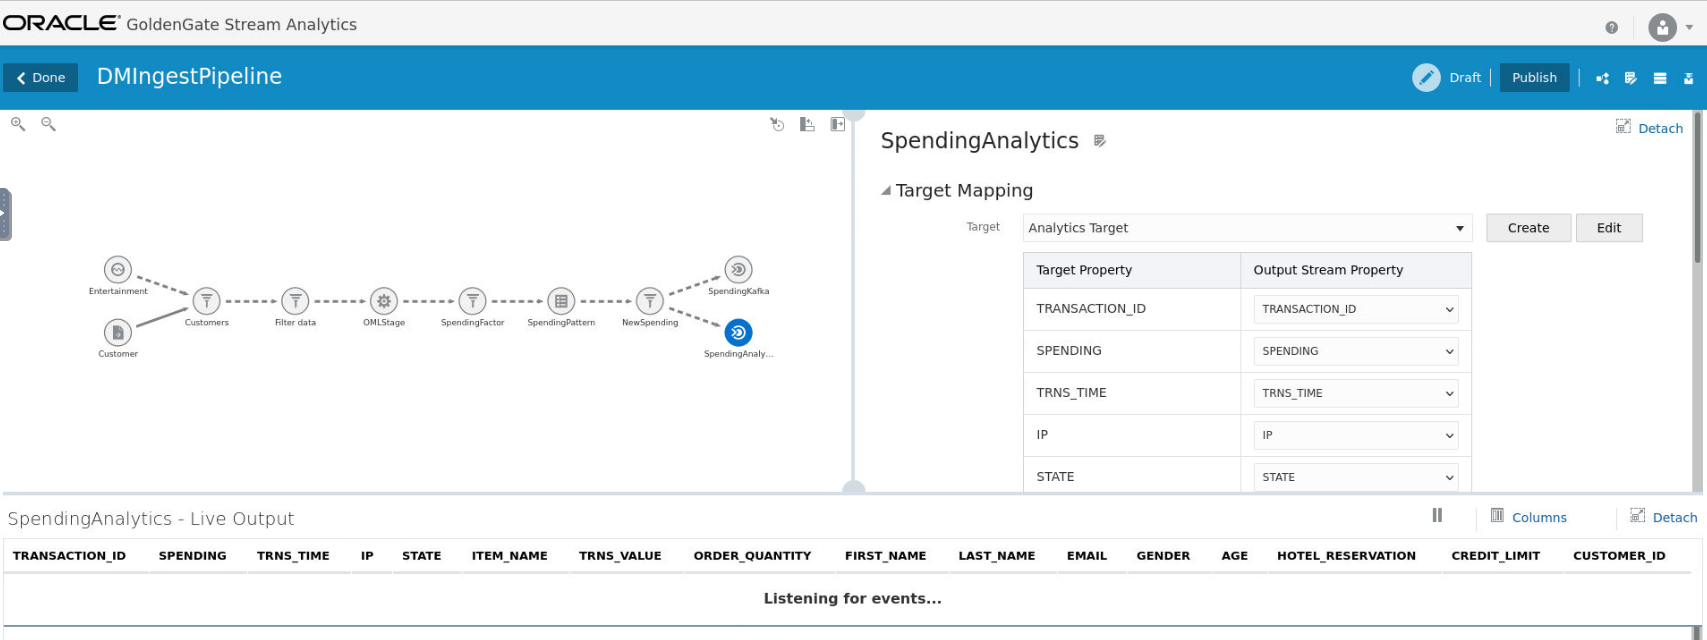 ORACLE® GoldenGate Stream Analytics
Done DMIngestPipeline Draft Publish
Detach
SpendingAnalytics
Target Mapping
Target Analytics Target Create Edit
Target Property Output Stream Property
TRANSACTION_ID TRANSACTION_ID
SPENDING SPENDING
TRNS_TIME TRNS_TIME
IP IP
STATE STATE
Entertainment SpendingKafka
Customers Filter data OMLStage SpendingFactor SpendingPattern NewSpending
Customer SpendingAnaly...
SpendingAnalytics - Live Output Columns Detach
TRANSACTION_ID SPENDING TRNS_TIME IP STATE ITEM_NAME TRNS_VALUE ORDER_QUANTITY FIRST_NAME LAST_NAME EMAIL GENDER AGE HOTEL_RESERVATION CREDIT_LIMIT CUSTOMER_ID
Listening for events...